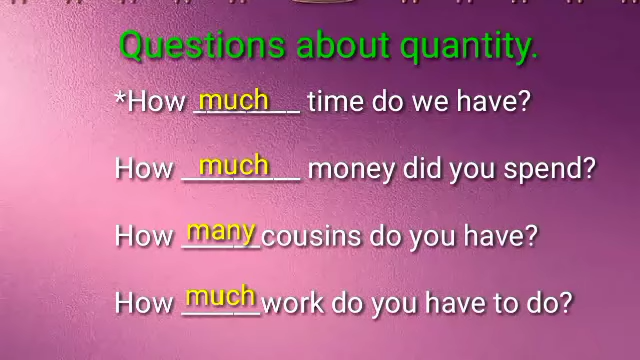 Questions about quantity.
*How much time do we have?
How much money did you spend?
How many cousins do you have?
How much work do you have to do?